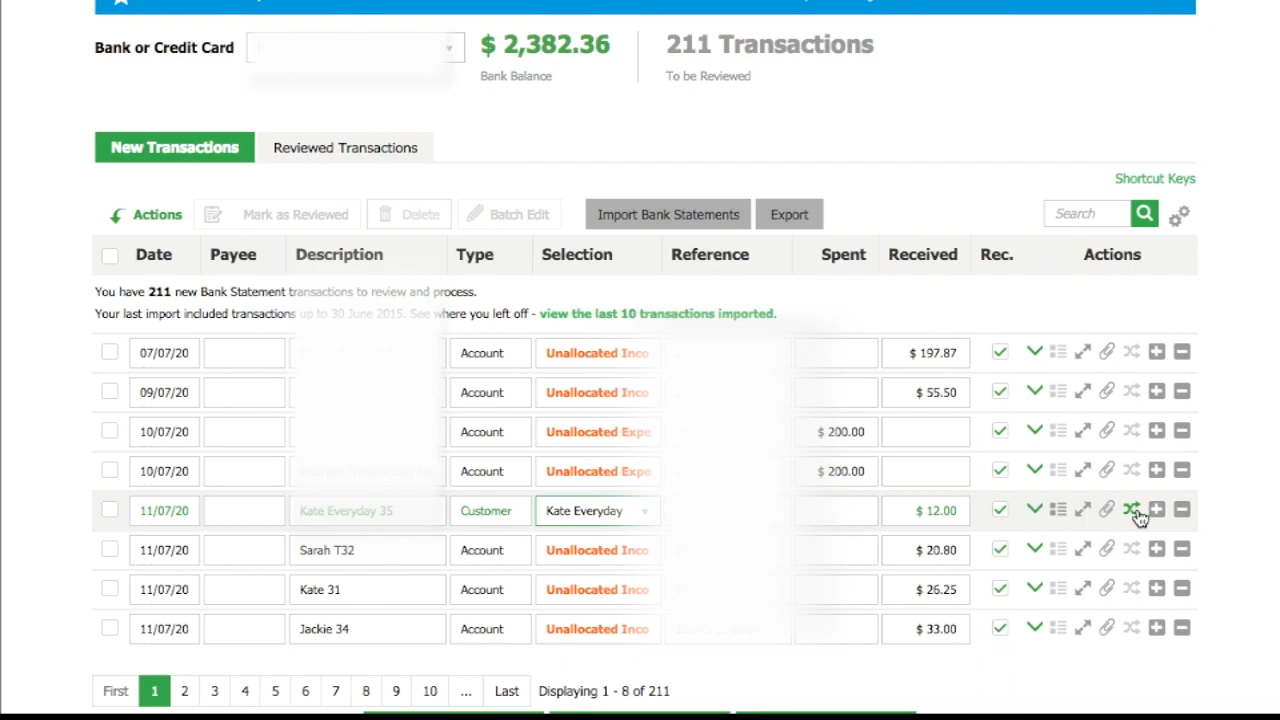 Bank or Credit Card
$ 2,382.36
Bank Balance
211 Transactions
To be Reviewed
New Transactions
Reviewed Transactions
Shortcut Keys
Actions
Mark as Reviewed
Delete
Batch Edit
Import Bank Statements
Export
Search
Date Payee Description Type Selection Reference Spent Received Rec. Actions
You have 211 new Bank Statement transactions to review and process.
Your last import included transactions up to 30 June 2015. See where you left off - view the last 10 transactions imported.
07/07/20 Account Unallocated Inco $ 197.87
09/07/20 Account Unallocated Inco $ 55.50
10/07/20 Account Unallocated Expe $ 200.00
10/07/20 Account Unallocated Expe $ 200.00
11/07/20 Kate Everyday 35 Customer Kate Everyday $ 12.00
11/07/20 Sarah T32 Account Unallocated Inco $ 20.80
11/07/20 Kate 31 Account Unallocated Inco $ 26.25
11/07/20 Jackie 34 Account Unallocated Inco $ 33.00
First 1 2 3 4 5 6 7 8 9 10 ... Last Displaying 1 - 8 of 211